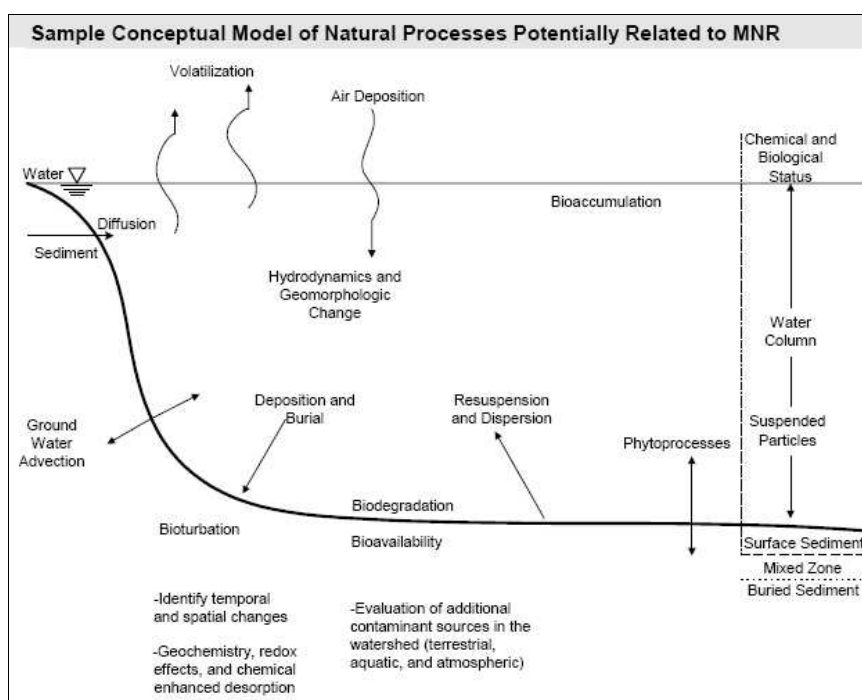 Sample Conceptual Model of Natural Processes Potentially Related to MNR
Volatilization
Air Deposition
Chemical and
Biological
Status
Water
Bioaccumulation
Diffusion
Sediment
Hydrodynamics and
Geomorphologic
Change
Water
Column
Deposition and
Burial
Resuspension
and Dispersion
Ground
Water
Advection
Suspended
Particles
Phytoprocesses
Biodegradation
Bioturbation
Bioavailability
Surface Sediment
Mixed Zone
Buried Sediment
-Identify temporal
and spatial changes
-Geochemistry, redox
effects, and chemical
enhanced desorption
-Evaluation of additional
contaminant sources in the
watershed (terrestrial,
aquatic, and atmospheric)